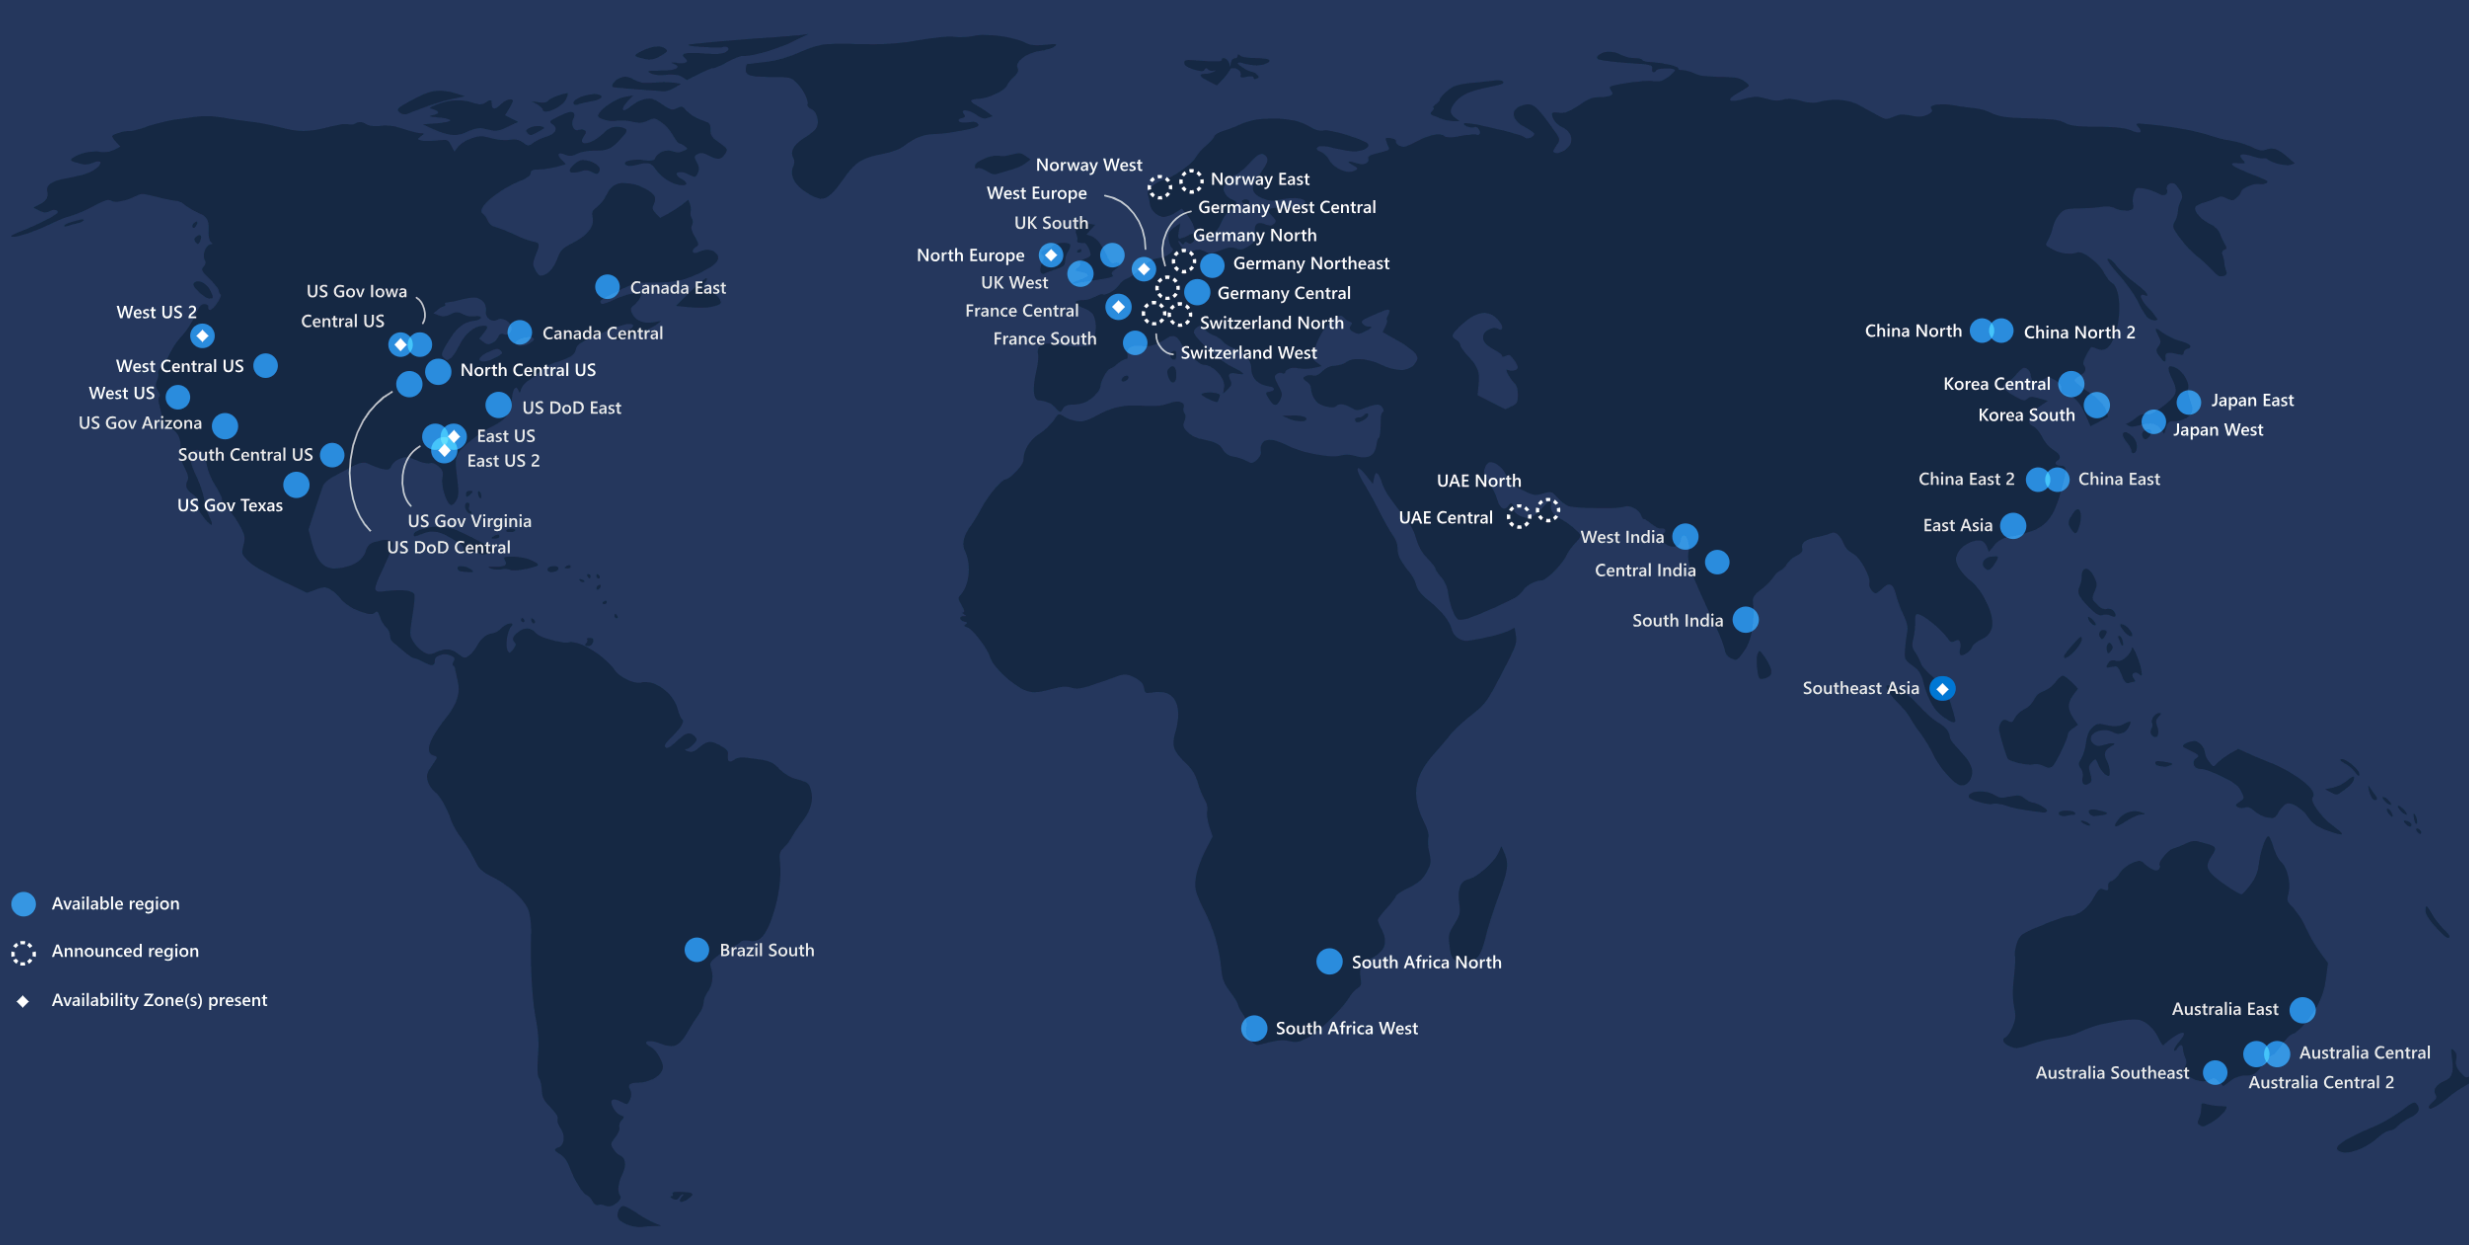 Norway West
Norway East
West Europe
Germany West Central
UK South
Germany North
North Europe
Germany Northeast
UK West
Germany Central
France Central
Switzerland North
France South
Switzerland West
US Gov Iowa
Canada East
West US 2
Central US
Canada Central
West Central US
North Central US
West US
US DoD East
US Gov Arizona
East US
South Central US
East US 2
US Gov Texas
US Gov Virginia
US DoD Central
China North
China North 2
Korea Central
Japan East
Korea South
Japan West
UAE North
China East 2
China East
UAE Central
East Asia
West India
Central India
South India
Southeast Asia
Available region
Announced region
Availability Zone(s) present
Brazil South
South Africa North
South Africa West
Australia East
Australia Central
Australia Southeast
Australia Central 2